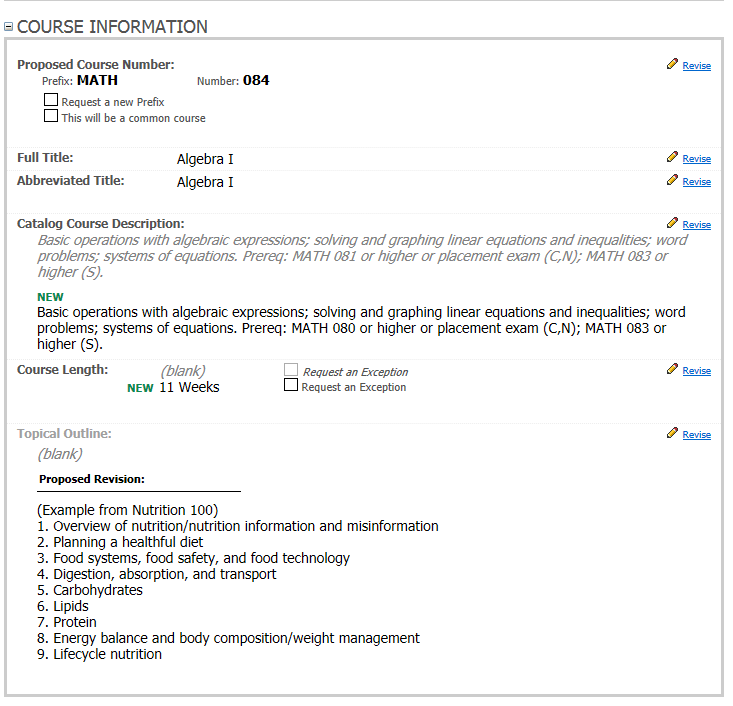 COURSE INFORMATION
Proposed Course Number: Revise
Prefix: MATH Number: 084
Request a new Prefix
This will be a common course
Full Title: Algebra I Revise
Abbreviated Title: Algebra I Revise
Catalog Course Description: Revise
Basic operations with algebraic expressions; solving and graphing linear equations and inequalities; word
problems; systems of equations. Prereq: MATH 081 or higher or placement exam (C,N); MATH 083 or
higher (S).
NEW
Basic operations with algebraic expressions; solving and graphing linear equations and inequalities; word
problems; systems of equations. Prereq: MATH 080 or higher or placement exam (C,N); MATH 083 or
higher (S).
Course Length: (blank) Request an Exception Revise
NEW 11 Weeks Request an Exception
Topical Outline: Revise
(blank)
Proposed Revision:
(Example from Nutrition 100)
1. Overview of nutrition/nutrition information and misinformation
2. Planning a healthful diet
3. Food systems, food safety, and food technology
4. Digestion, absorption, and transport
5. Carbohydrates
6. Lipids
7. Protein
8. Energy balance and body composition/weight management
9. Lifecycle nutrition